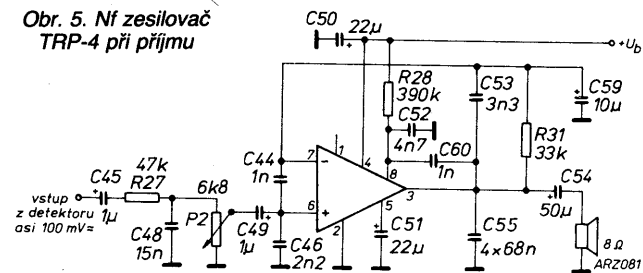 Obr. 5. Nf zesilovač
TRP-4 při příjmu
C50
22µ
+
+U_b
R28
390k
C53
3n3
C59
+
10µ
C52
4n7
C60
1n
R31
33k
7
1
4
8
C45
+
1µ
47k
R27
C44
1n
-
6k8
vstup
z detektoru
asi 100 mV≈
C48
15n
P2
C49
+
1µ
6
+
2
5
3
C46
2n2
+
C51
22µ
C55
4×68n
C54
+
50µ
8Ω
ARZ081